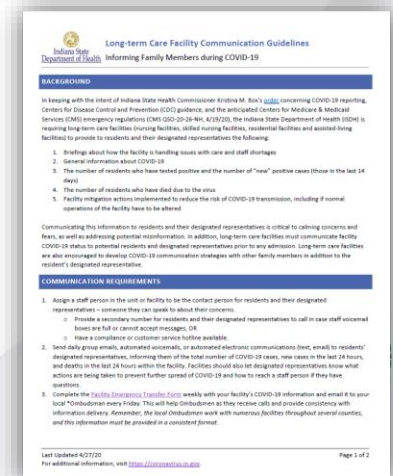 Indiana State
Department of Health
Long-term Care Facility Communication Guidelines
Informing Family Members during COVID-19
BACKGROUND
In keeping with the intent of Indiana State Health Commissioner Kristina M. Box's order concerning COVID-19 reporting,
Centers for Disease Control and Prevention (CDC) guidance, and the anticipated Centers for Medicare & Medicaid
Services (CMS) emergency regulations (CMS QSO-20-26-NH, 4/19/20), the Indiana State Department of Health (ISDH) is
requiring long-term care facilities (nursing facilities, skilled nursing facilities, residential facilities and assisted-living
facilities) to provide to residents and their designated representatives the following:
1. Briefings about how the facility is handling issues with care and staff shortages
2. General information about COVID-19
3. The number of residents who have tested positive and the number of "new" positive cases (those in the last 14
days)
4. The number of residents who have died due to the virus
5. Facility mitigation actions implemented to reduce the risk of COVID-19 transmission, including if normal
operations of the facility have to be altered
Communicating this information to residents and their designated representatives is critical to calming concerns and
fears, as well as addressing potential misinformation. In addition, long-term care facilities must communicate facility
COVID-19 status to potential residents and designated representatives prior to any admission. Long-term care facilities
are also encouraged to develop COVID-19 communication strategies with other family members in addition to the
resident's designated representative.
COMMUNICATION REQUIREMENTS
1. Assign a staff person in the unit or facility to be the contact person for residents and their designated
representatives – someone they can speak to about their concerns.
o Provide a secondary number for residents and their designated representatives to call in case staff voicemail
boxes are full or cannot accept messages, OR
o Have a compliance or customer service hotline available.
2. Send daily group emails, automated voicemails, or automated electronic communications (text, email) to residents'
designated representatives, informing them of the total number of COVID-19 cases, new cases in the last 24 hours,
and deaths in the last 24 hours within the facility. Facilities should also let designated representatives know what
actions are being taken to prevent further spread of COVID-19 and how to reach a staff person if they have
questions.
3. Complete the Facility Emergency Transfer Form weekly with your facility's COVID-19 information and email it to your
local *Ombudsman every Friday. This will help Ombudsmen as they receive calls and provide consistency with
information delivery. Remember, the local Ombudsmen work with numerous facilities throughout several counties,
and this information must be provided in a consistent format.
Last Updated 4/27/20
Page 1 of 2
For additional information, visit https://coronavirus.in.gov.